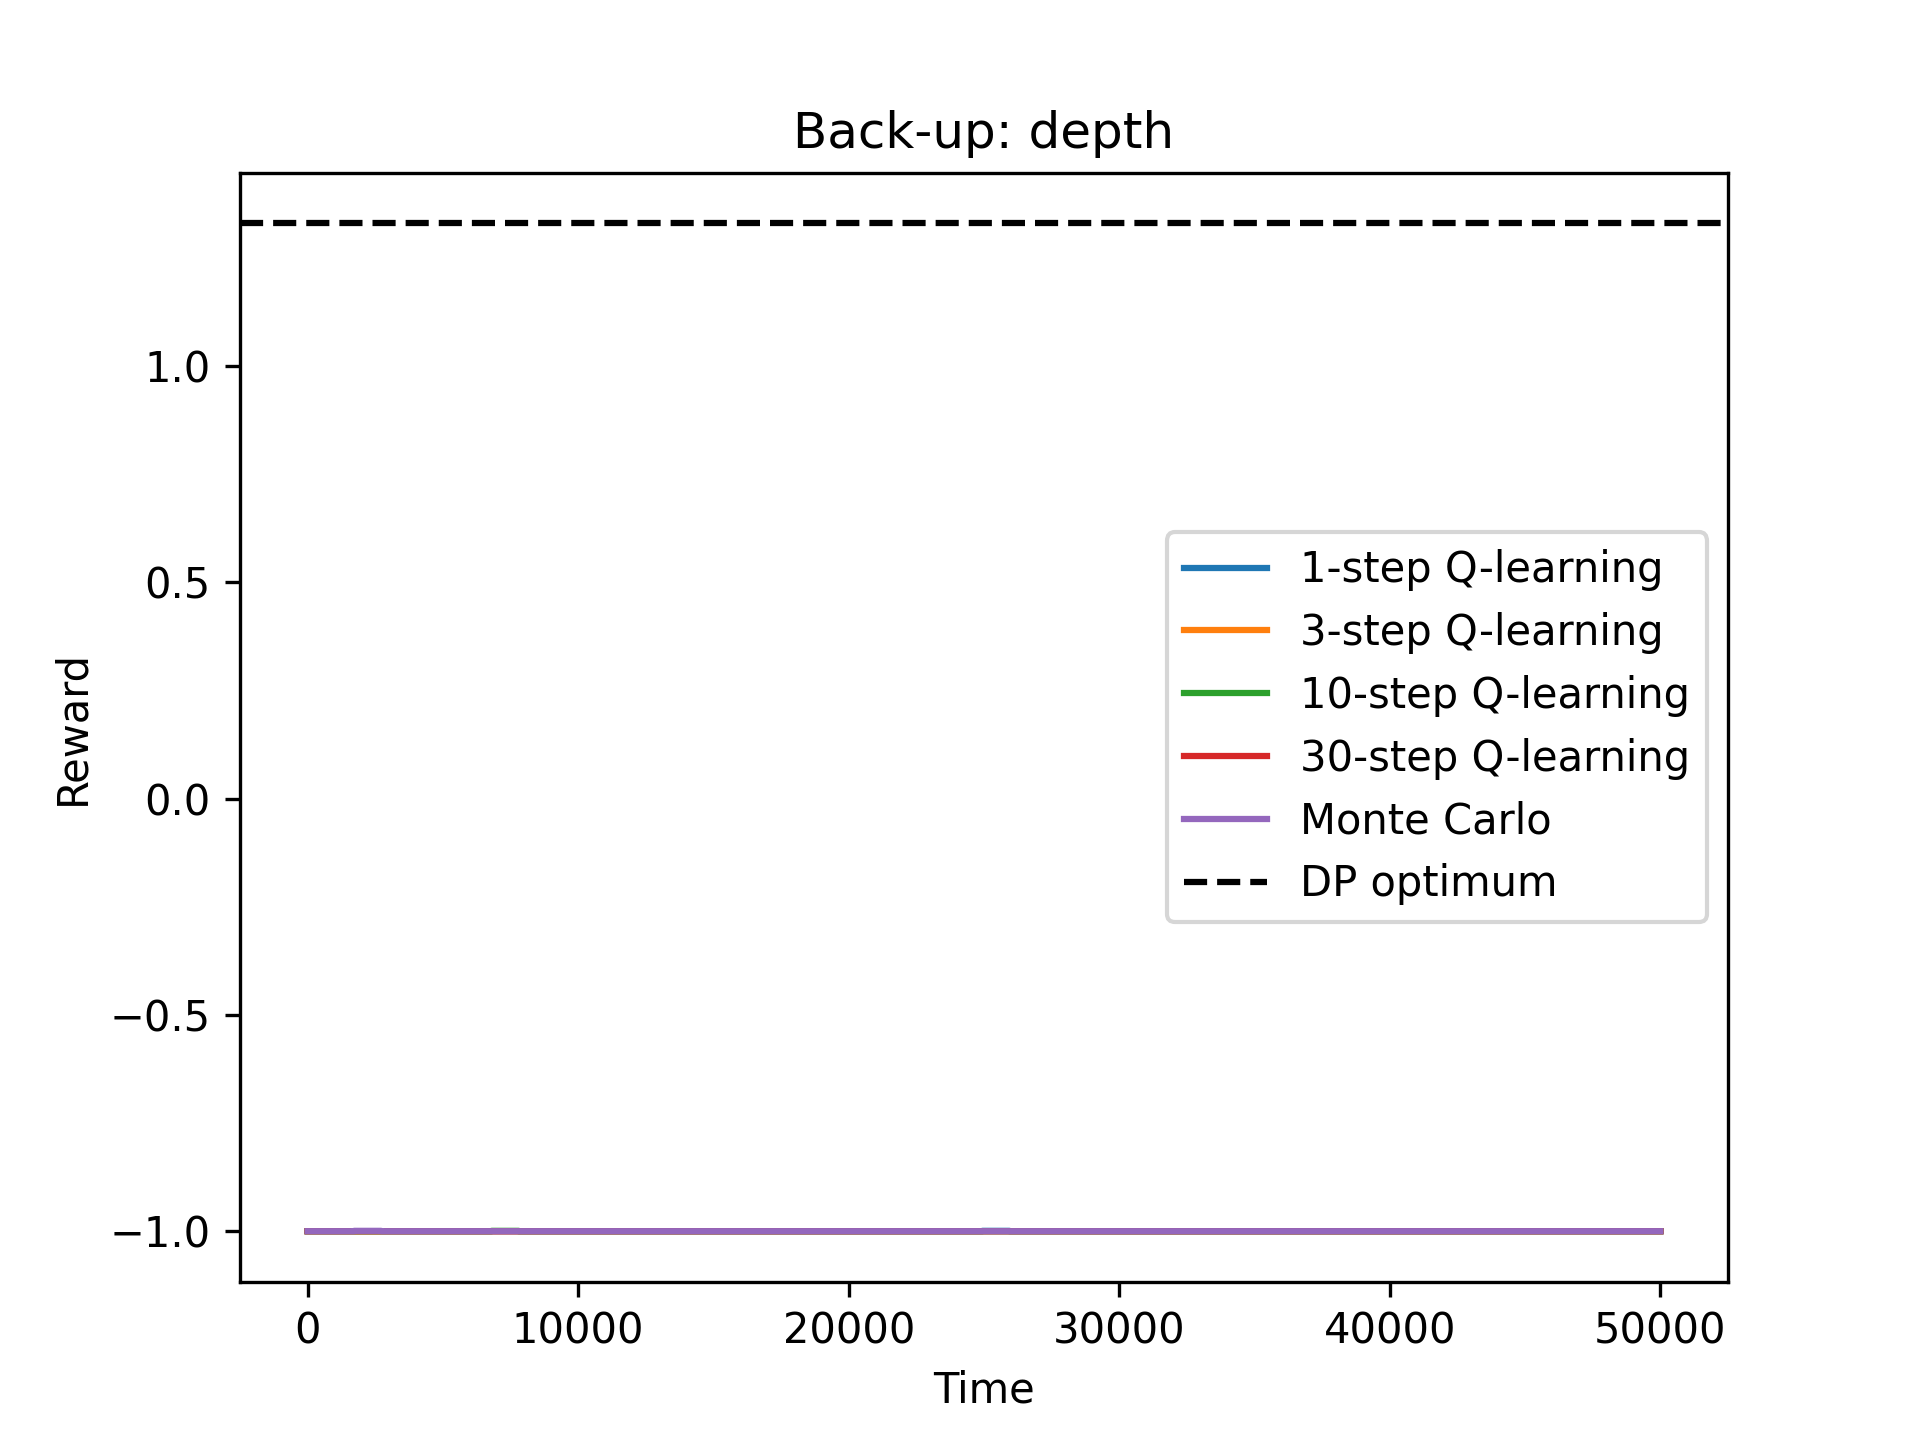 Back-up: depth
Reward
1.0
0.5
0.0
−0.5
−1.0
1-step Q-learning
3-step Q-learning
10-step Q-learning
30-step Q-learning
Monte Carlo
DP optimum
0 10000 20000 30000 40000 50000
Time